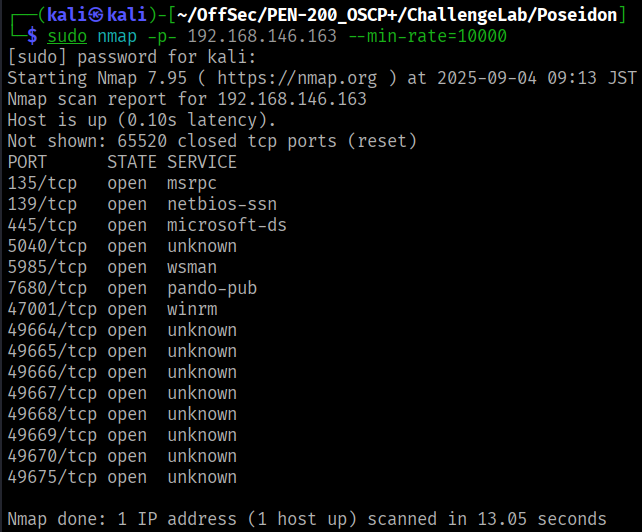 ┌──(kali㉿kali)-[~/OffSec/PEN-200_OSCP+/ChallengeLab/Poseidon]
└─$ sudo nmap -p- 192.168.146.163 --min-rate=10000
[sudo] password for kali:
Starting Nmap 7.95 ( https://nmap.org ) at 2025-09-04 09:13 JST
Nmap scan report for 192.168.146.163
Host is up (0.10s latency).
Not shown: 65520 closed tcp ports (reset)
PORT      STATE SERVICE
135/tcp   open  msrpc
139/tcp   open  netbios-ssn
445/tcp   open  microsoft-ds
5040/tcp  open  unknown
5985/tcp  open  wsman
7680/tcp  open  pando-pub
47001/tcp open  winrm
49664/tcp open  unknown
49665/tcp open  unknown
49666/tcp open  unknown
49667/tcp open  unknown
49668/tcp open  unknown
49669/tcp open  unknown
49670/tcp open  unknown
49675/tcp open  unknown
Nmap done: 1 IP address (1 host up) scanned in 13.05 seconds